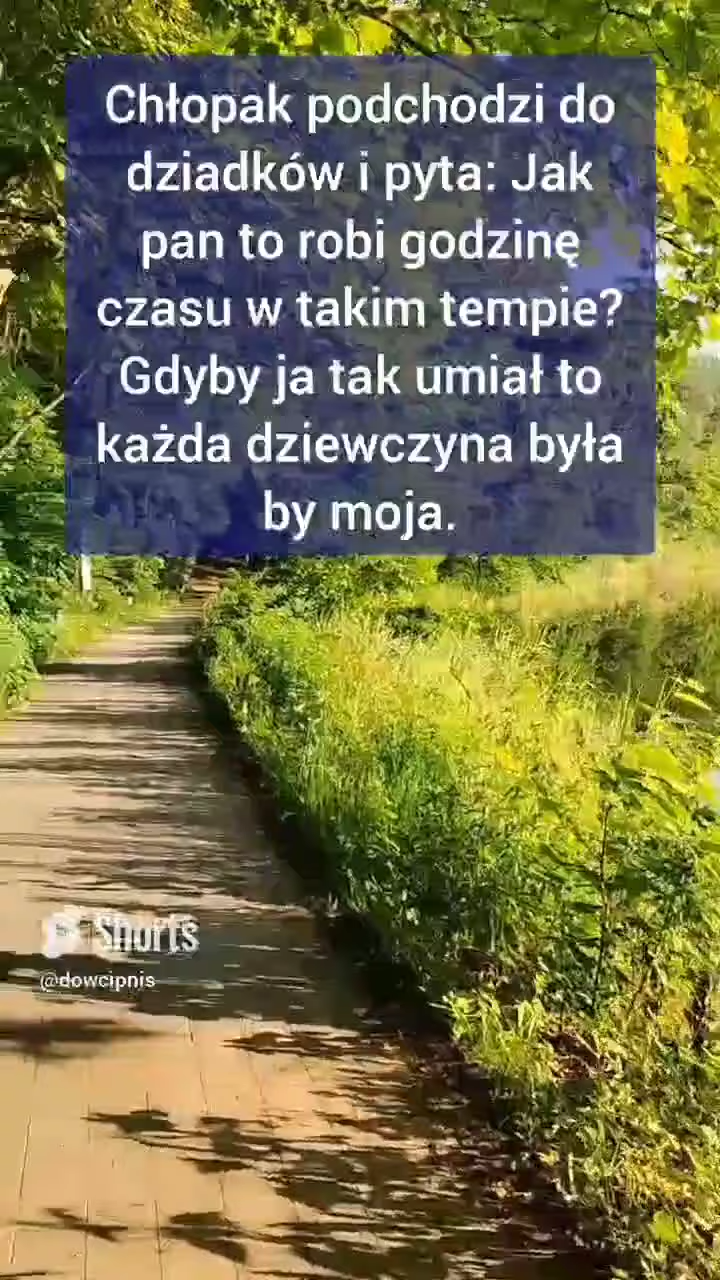 Chłopak podchodzi do
dziadków i pyta: Jak
pan to robi godzinę
czasu w takim tempie?
Gdyby ja tak umiał to
każda dziewczyna była
by moja.
Shorts
@dowcipnis